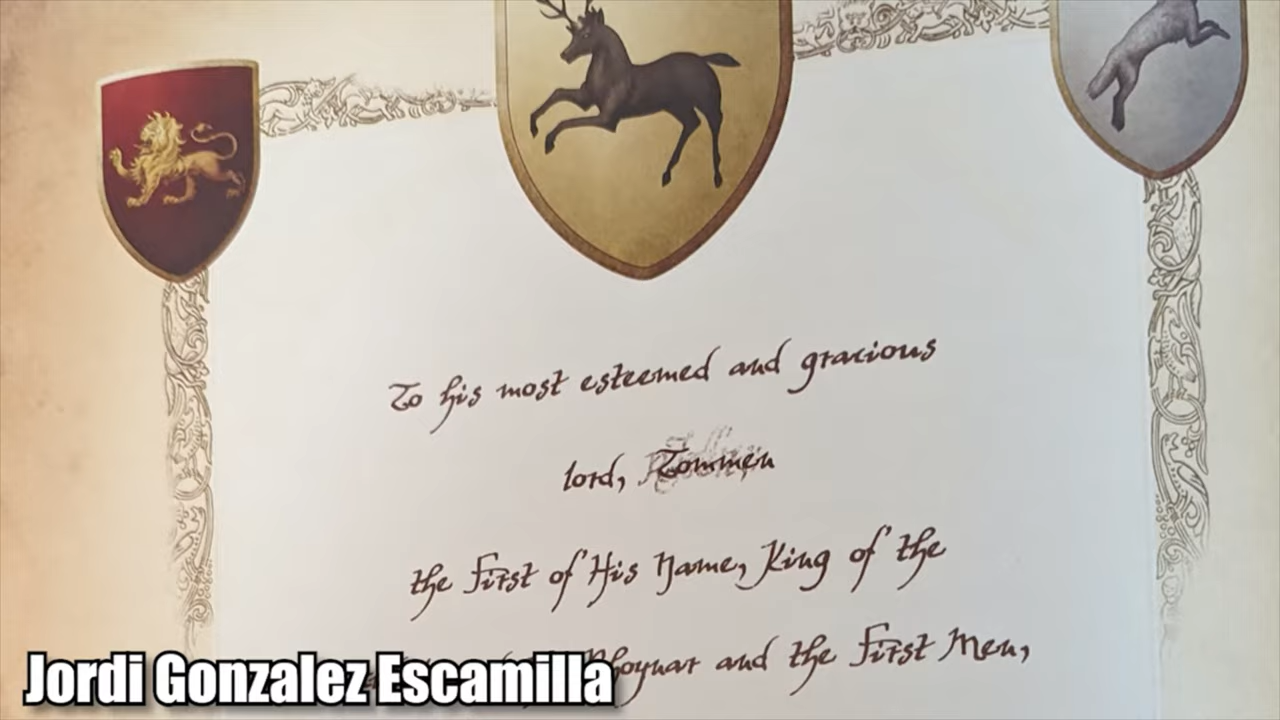 To his most esteemed and gracious
lord, Tommen
the First of His Name, King of the
Rhoynar and the First Men,
Jordi Gonzalez Escamilla